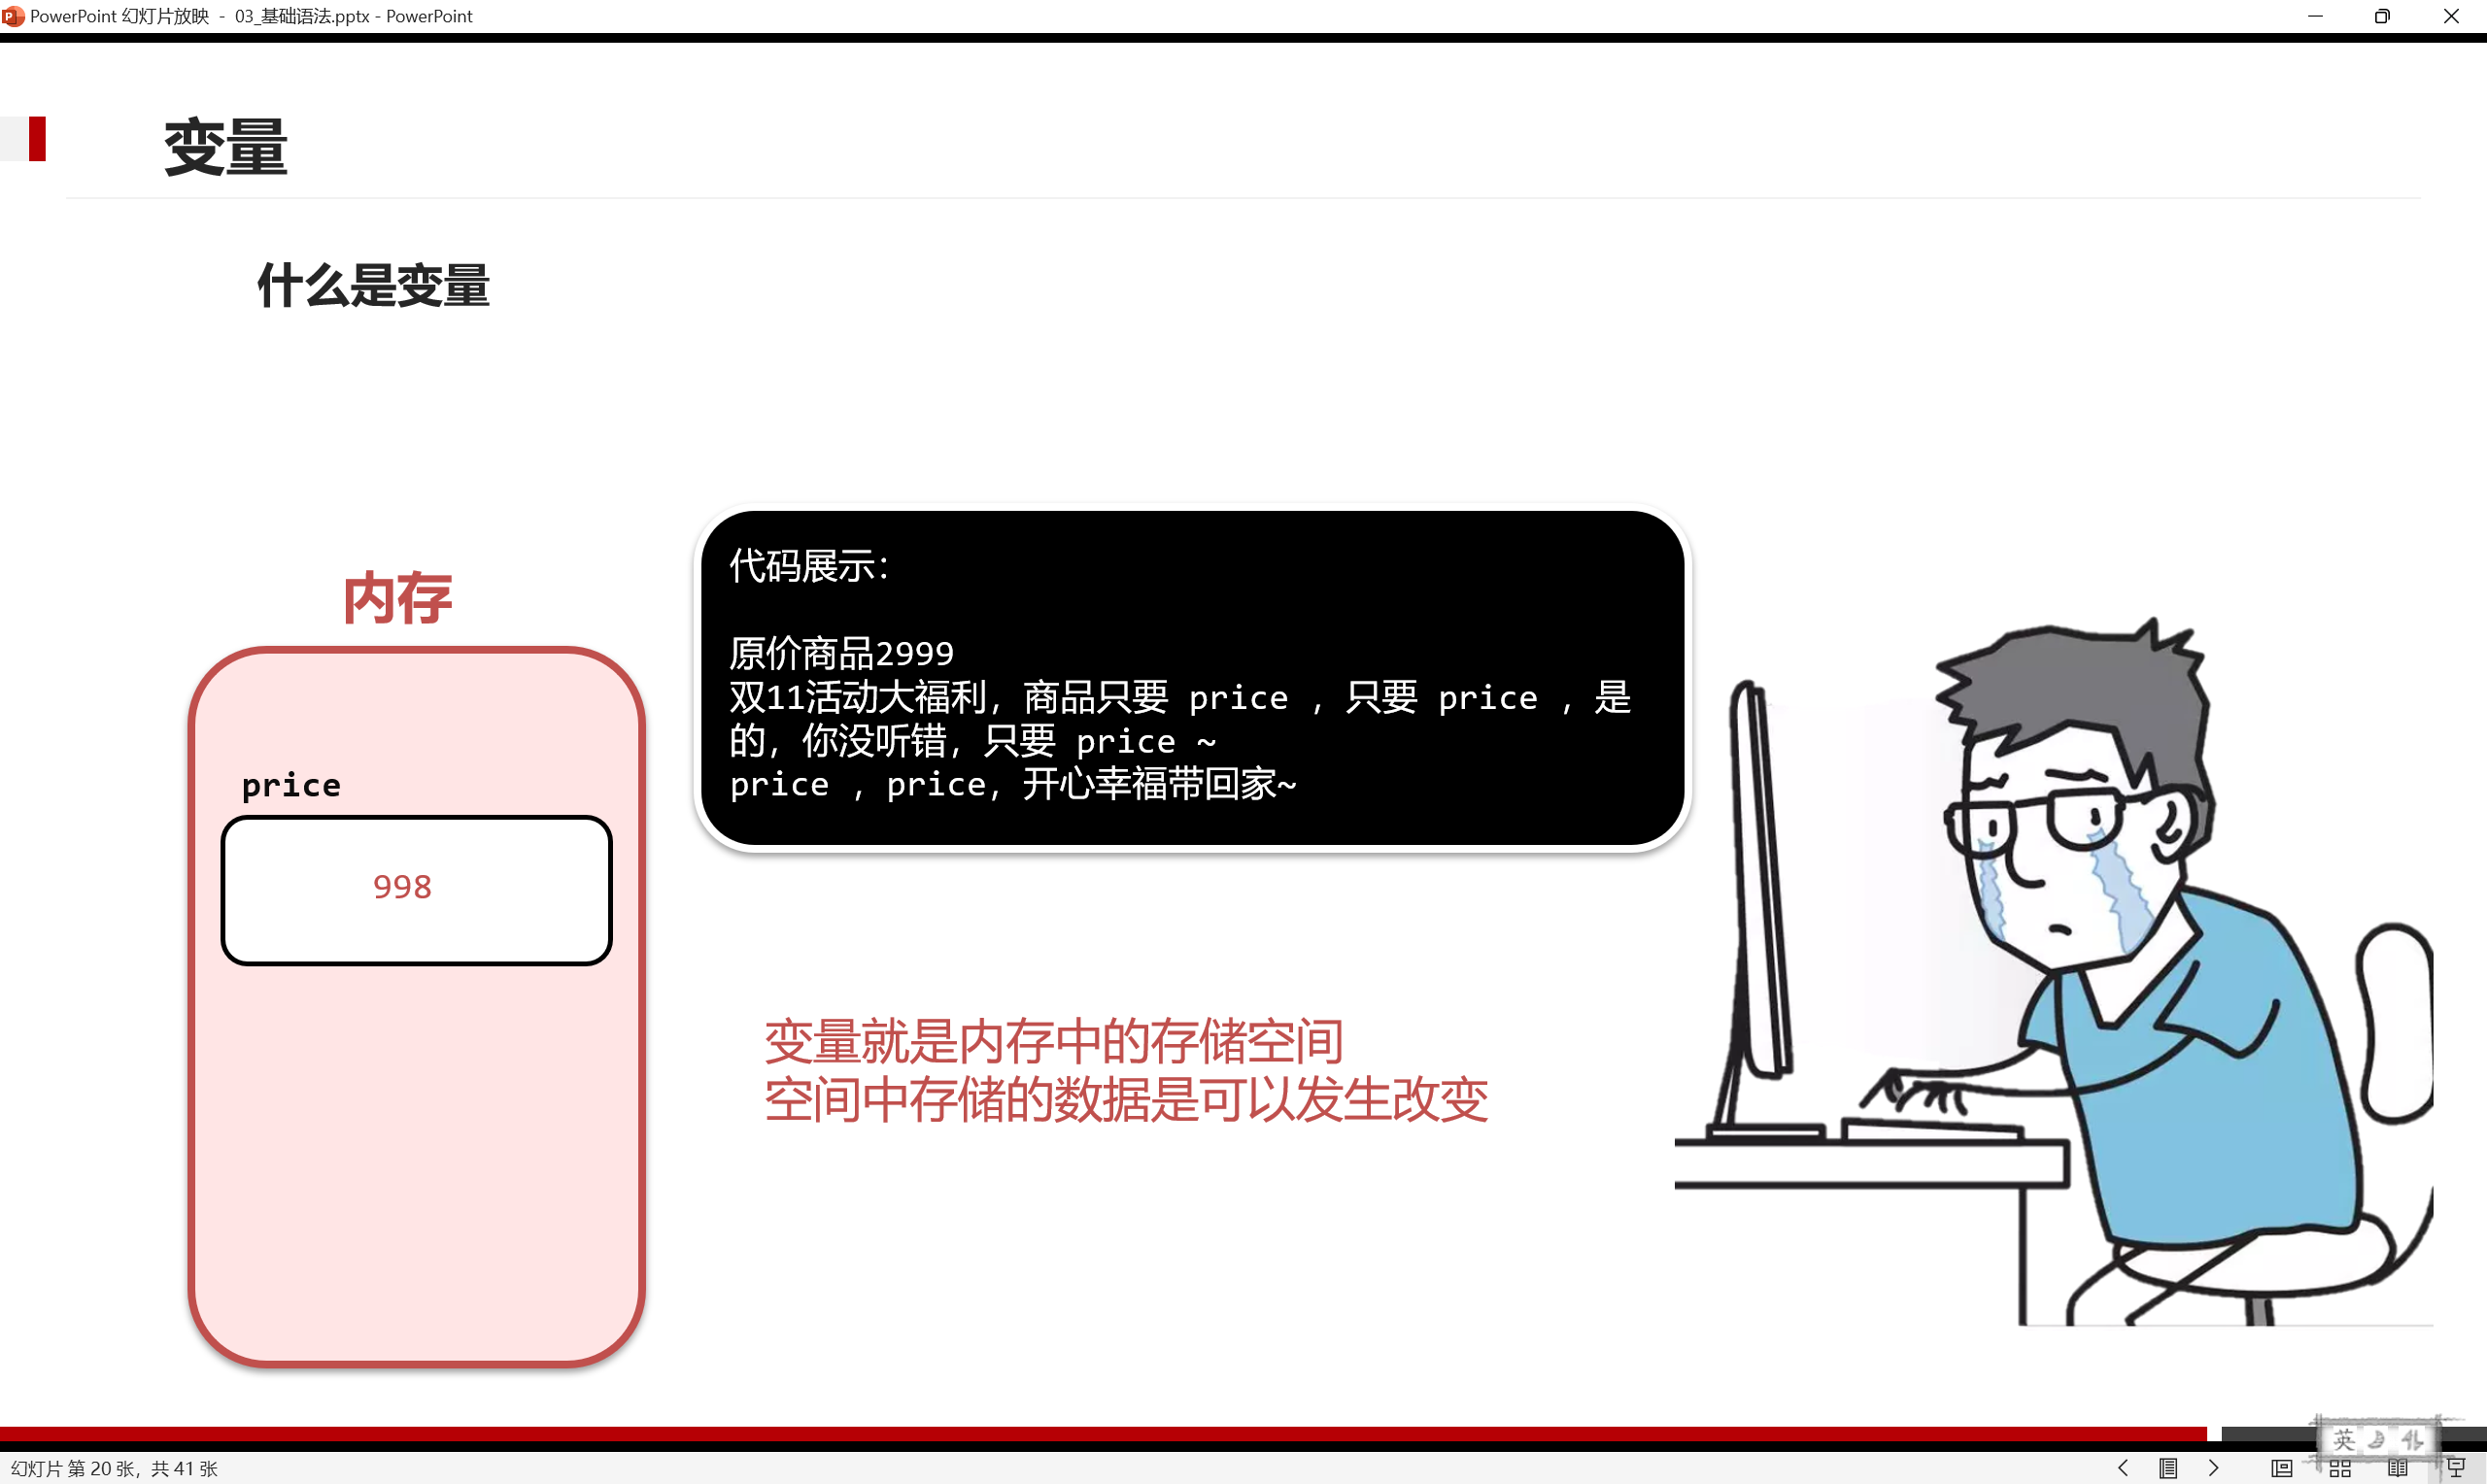 PowerPoint 幻灯片放映 - 03_基础语法.pptx - PowerPoint
变量
什么是变量
内存
price
998
代码展示：
原价商品2999
双11活动大福利，商品只要 price ，只要 price ，是
的，你没听错，只要 price ~
price ，price，开心幸福带回家~
变量就是内存中的存储空间
空间中存储的数据是可以发生改变
英
幻灯片 第 20 张，共 41 张